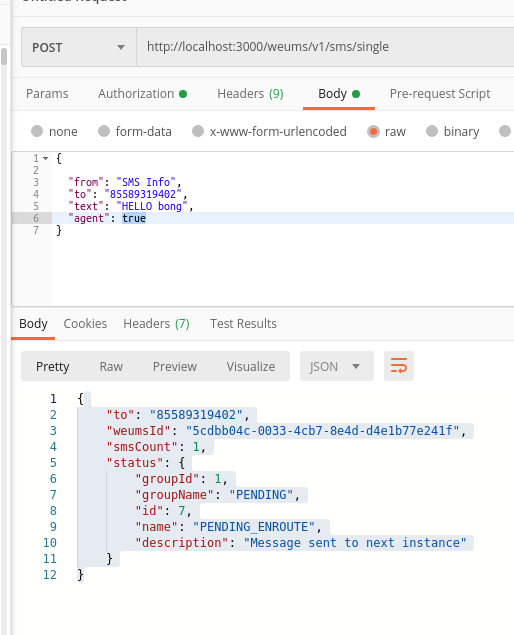 Untitled Request
POST http://localhost:3000/weums/v1/sms/single
Params Authorization Headers (9) Body Pre-request Script
none form-data x-www-form-urlencoded raw binary
1 {
2
3 "from": "SMS Info",
4 "to": "85589319402",
5 "text": "HELLO bong",
6 "agent": true
7 }
Body Cookies Headers (7) Test Results
Pretty Raw Preview Visualize JSON
1 {
2 "to": "85589319402",
3 "weumsId": "5cdbb04c-0033-4cb7-8e4d-d4e1b77e241f",
4 "smsCount": 1,
5 "status": {
6 "groupId": 1,
7 "groupName": "PENDING",
8 "id": 7,
9 "name": "PENDING_ENROUTE",
10 "description": "Message sent to next instance"
11 }
12 }